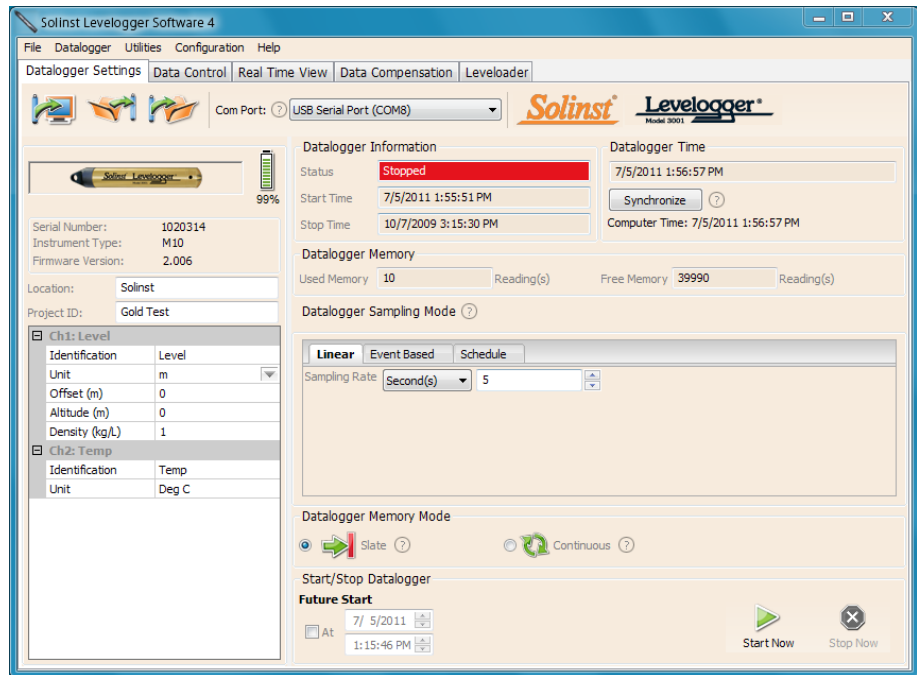 Solinst Levelogger Software 4
File Datalogger Utilities Configuration Help
Datalogger Settings Data Control Real Time View Data Compensation Leveloader
Com Port: ? USB Serial Port (COM8)
Solinst Levelogger
Model 3001
Solinst Levelogger
99%
Serial Number: 1020314
Instrument Type: M10
Firmware Version: 2.006
Location: Solinst
Project ID: Gold Test
Ch1: Level
Identification Level
Unit m
Offset (m) 0
Altitude (m) 0
Density (kg/L) 1
Ch2: Temp
Identification Temp
Unit Deg C
Datalogger Information
Status Stopped
Start Time 7/5/2011 1:55:51 PM
Stop Time 10/7/2009 3:15:30 PM
Datalogger Time
7/5/2011 1:56:57 PM
Synchronize ?
Computer Time: 7/5/2011 1:56:57 PM
Datalogger Memory
Used Memory 10 Reading(s) Free Memory 39990 Reading(s)
Datalogger Sampling Mode ?
Linear Event Based Schedule
Sampling Rate Second(s) 5
Datalogger Memory Mode
Slate ? Continuous ?
Start/Stop Datalogger
Future Start
At 7/ 5/2011
1:15:46 PM
Start Now Stop Now